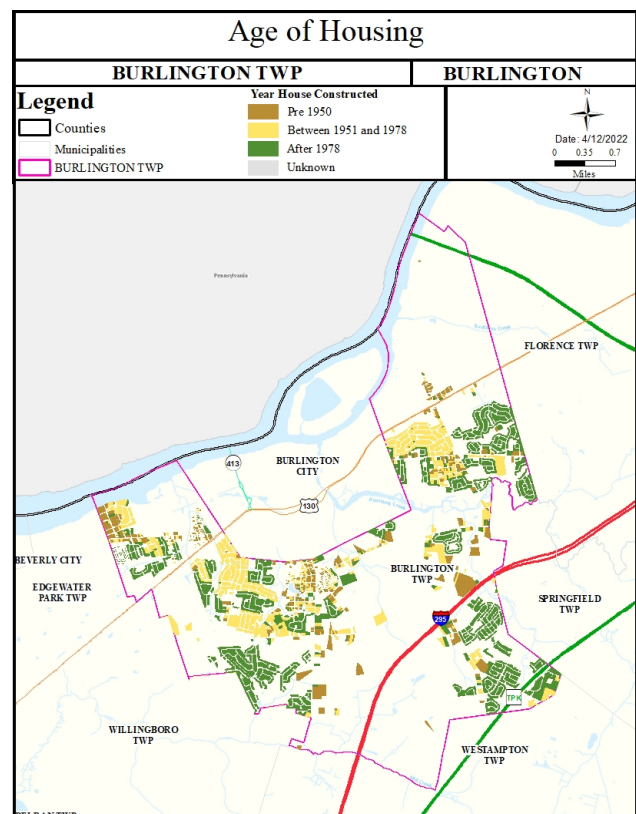 Age of Housing
BURLINGTON TWP
BURLINGTON
Legend
Counties
Municipalities
BURLINGTON TWP
Year House Constructed
Pre 1950
Between 1951 and 1978
After 1978
Unknown
N
Date: 4/12/2022
0 0.35 0.7
Miles
Pennsylvania
FLORENCE TWP
413
BURLINGTON
CITY
130
BEVERLY CITY
EDGEWATER
PARK TWP
BURLINGTON
TWP
SPRINGFIELD
TWP
295
TPK
WILLINGBORO
TWP
WESTAMPTON
TWP